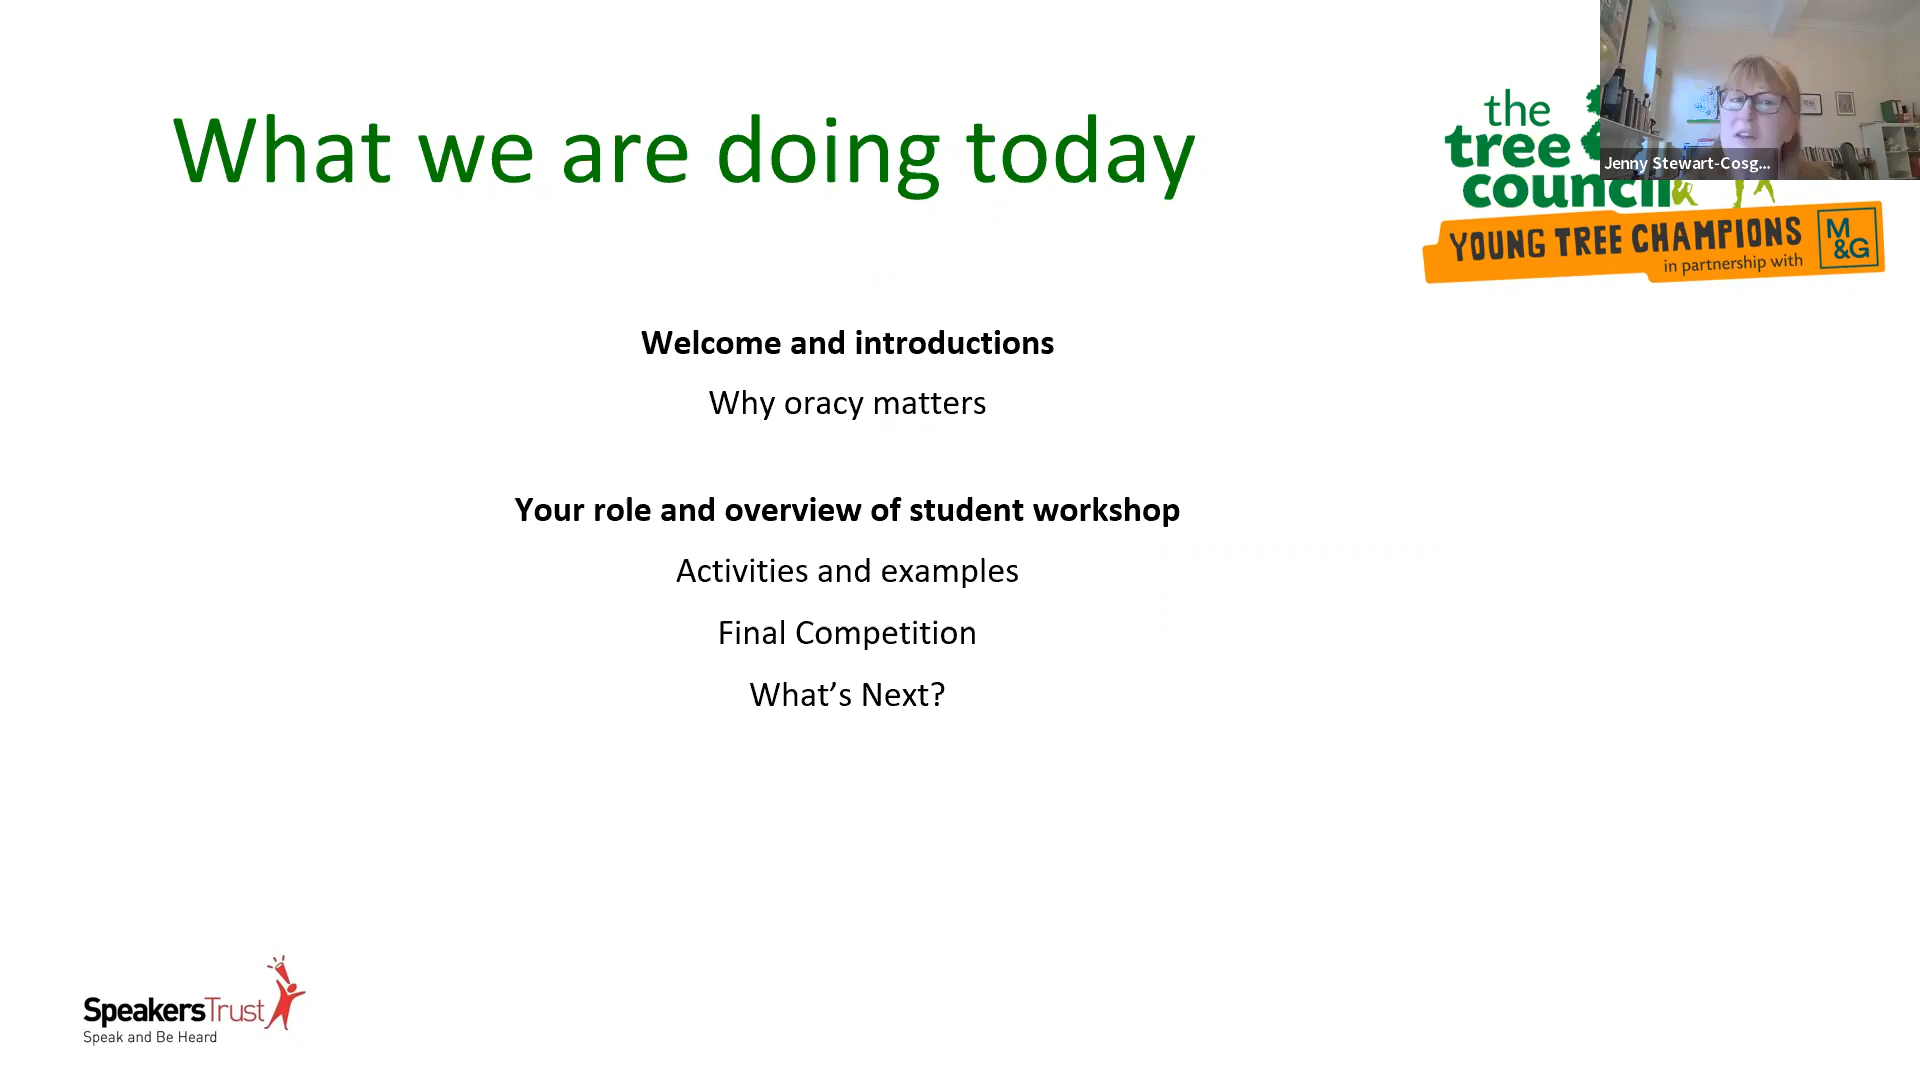 What we are doing today
the
tree
council
Jenny Stewart-Cosg...
YOUNG TREE CHAMPIONS
in partnership with
M
&G
Welcome and introductions
Why oracy matters
Your role and overview of student workshop
Activities and examples
Final Competition
What’s Next?
SpeakersTrust
Speak and Be Heard